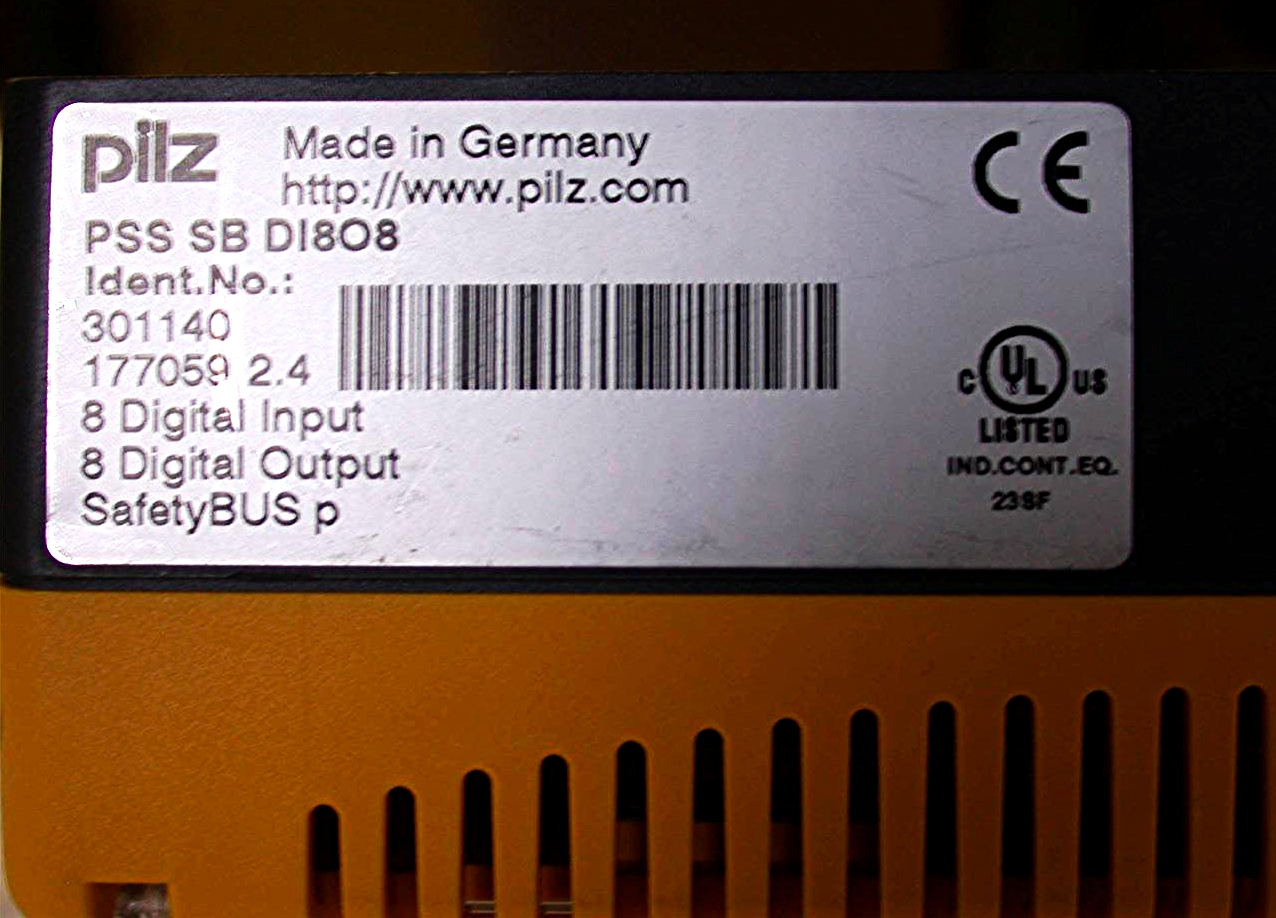 pilz
Made in Germany
http://www.pilz.com
CE
PSS SB DI8O8
Ident.No.:
301140
177059 2.4
8 Digital Input
8 Digital Output
SafetyBUS p
C UL US
LISTED
IND.CONT.EQ.
23SF